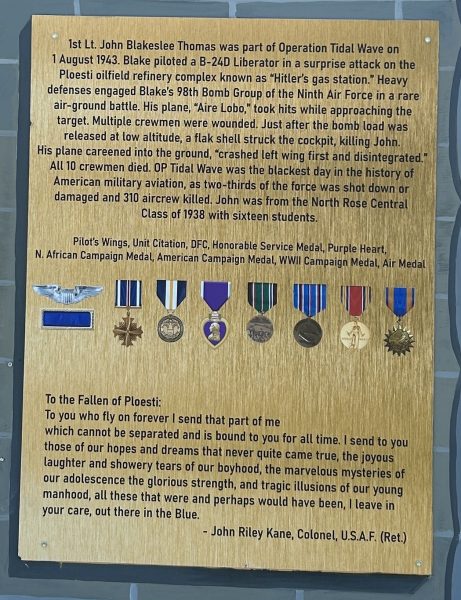 1st Lt. John Blakeslee Thomas was part of Operation Tidal Wave on
1 August 1943. Blake piloted a B-24D Liberator in a surprise attack on the
Ploesti oilfield refinery complex known as “Hitler's gas station.” Heavy
defenses engaged Blake's 98th Bomb Group of the Ninth Air Force in a rare
air-ground battle. His plane, “Aire Lobo,” took hits while approaching the
target. Multiple crewmen were wounded. Just after the bomb load was
released at low altitude, a flak shell struck the cockpit, killing John.
His plane careened into the ground, “crashed left wing first and disintegrated.”
All 10 crewmen died. OP Tidal Wave was the blackest day in the history of
American military aviation, as two-thirds of the force was shot down or
damaged and 310 aircrew killed. John was from the North Rose Central
Class of 1938 with sixteen students.
Pilot's Wings, Unit Citation, DFC, Honorable Service Medal, Purple Heart,
N. African Campaign Medal, American Campaign Medal, WWII Campaign Medal, Air Medal
To the Fallen of Ploesti:
To you who fly on forever I send that part of me
which cannot be separated and is bound to you for all time. I send to you
those of our hopes and dreams that never quite came true, the joyous
laughter and showery tears of our boyhood, the marvelous mysteries of
our adolescence the glorious strength, and tragic illusions of our young
manhood, all these that were and perhaps would have been, I leave in
your care, out there in the Blue.
- John Riley Kane, Colonel, U.S.A.F. (Ret.)